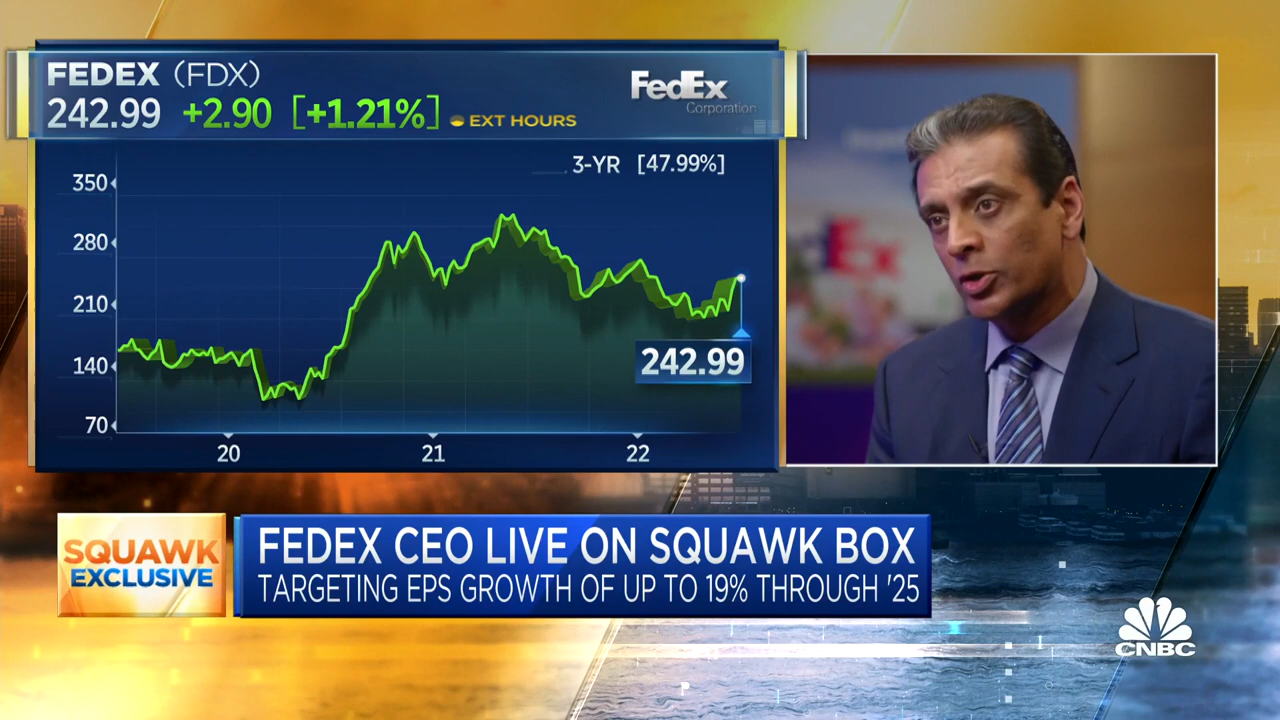 FEDEX (FDX)
242.99 +2.90 [+1.21%] EXT HOURS
FedEx
Corporation
3-YR [47.99%]
350
280
210
140
70
242.99
20 21 22
SQUAWK
EXCLUSIVE
FEDEX CEO LIVE ON SQUAWK BOX
TARGETING EPS GROWTH OF UP TO 19% THROUGH '25
CNBC